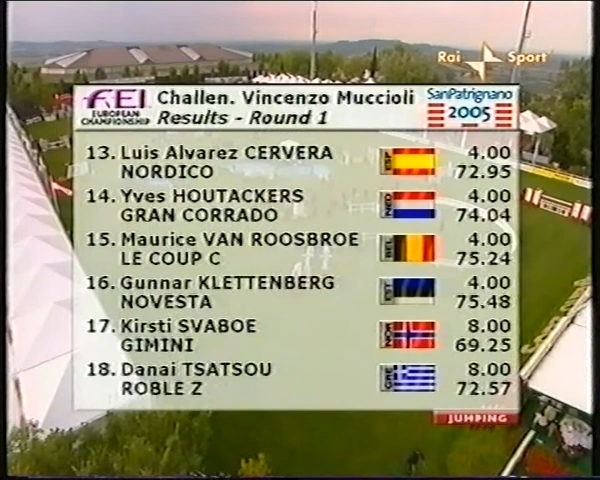 Rai Sport
FEI
EUROPEAN
CHAMPIONSHIP
Challen. Vincenzo Muccioli
Results - Round 1
SanPatrignano
2005
13. Luis Alvarez CERVERA ESP 4.00
NORDICO 72.95
14. Yves HOUTACKERS NED 4.00
GRAN CORRADO 74.04
15. Maurice VAN ROOSBROE BEL 4.00
LE COUP C 75.24
16. Gunnar KLETTENBERG EST 4.00
NOVESTA 75.48
17. Kirsti SVABOE NOR 8.00
GIMINI 69.25
18. Danai TSATSOU GRE 8.00
ROBLE Z 72.57
JUMPING